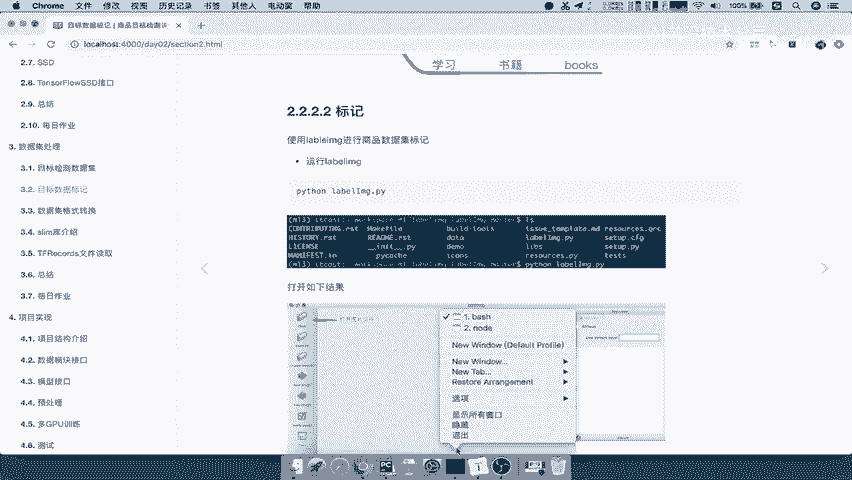 Chrome 文件 修改 视图 历史记录 书签 其他人 电动窗 帮助 100%
目标数据标记 | 商品目标检测
localhost:4000/day02/section2.html
学习 书籍 books
2.7. SSD
2.8. TensorFlowSSD接口
2.9. 总结
2.10. 每日作业
3. 数据集处理
3.1. 目标检测数据集
3.2. 目标数据标记
3.3. 数据集格式转换
3.4. slim库介绍
3.5. TFRecords文件读取
3.6. 总结
3.7. 每日作业
4. 项目实现
4.1. 项目结构介绍
4.2. 数据模块接口
4.3. 模型接口
4.4. 预处理
4.5. 多GPU训练
4.6. 测试
2.2.2.2 标记
使用lableimg进行商品数据集标记
• 运行labelimg
python labelImg.py
CONTRIBUTING.rst Makefile build-tools issue_template.md resources.qrc
HISTORY.rst README.rst data labelImg.py setup.cfg
LICENSE __init__.py demo libs setup.py
MANIFEST.in __pycache__ icons resources.py tests
python labelImg.py
打开如下结果
1. bash
2. node
New Window (Default Profile)
New Window...
New Tab...
Restore Arrangement
选项
显示所有窗口
隐藏
退出